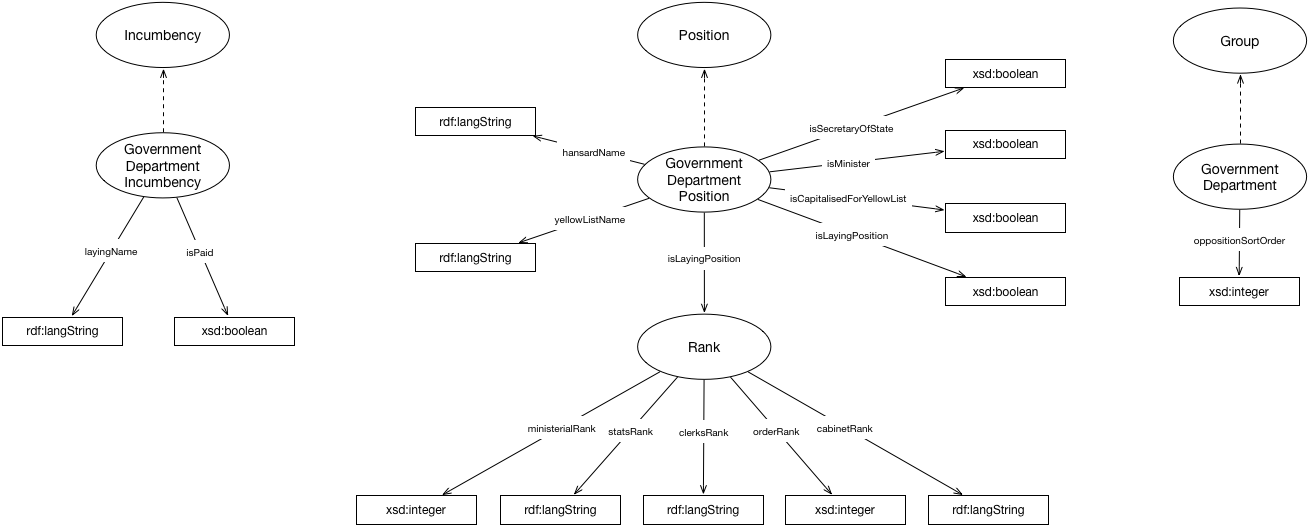 Incumbency
Position
Group
xsd:boolean
rdf:langString
isSecretaryOfState
hansardName
xsd:boolean
isMinister
Government
Department
Incumbency
Government
Department
Position
Government
Department
isCapitalisedForYellowList
xsd:boolean
yellowListName
isLayingPosition
oppositionSortOrder
layingName
isPaid
rdf:langString
isLayingPosition
xsd:boolean
xsd:integer
rdf:langString
xsd:boolean
Rank
ministerialRank
statsRank
clerksRank
orderRank
cabinetRank
xsd:integer
rdf:langString
rdf:langString
xsd:integer
rdf:langString